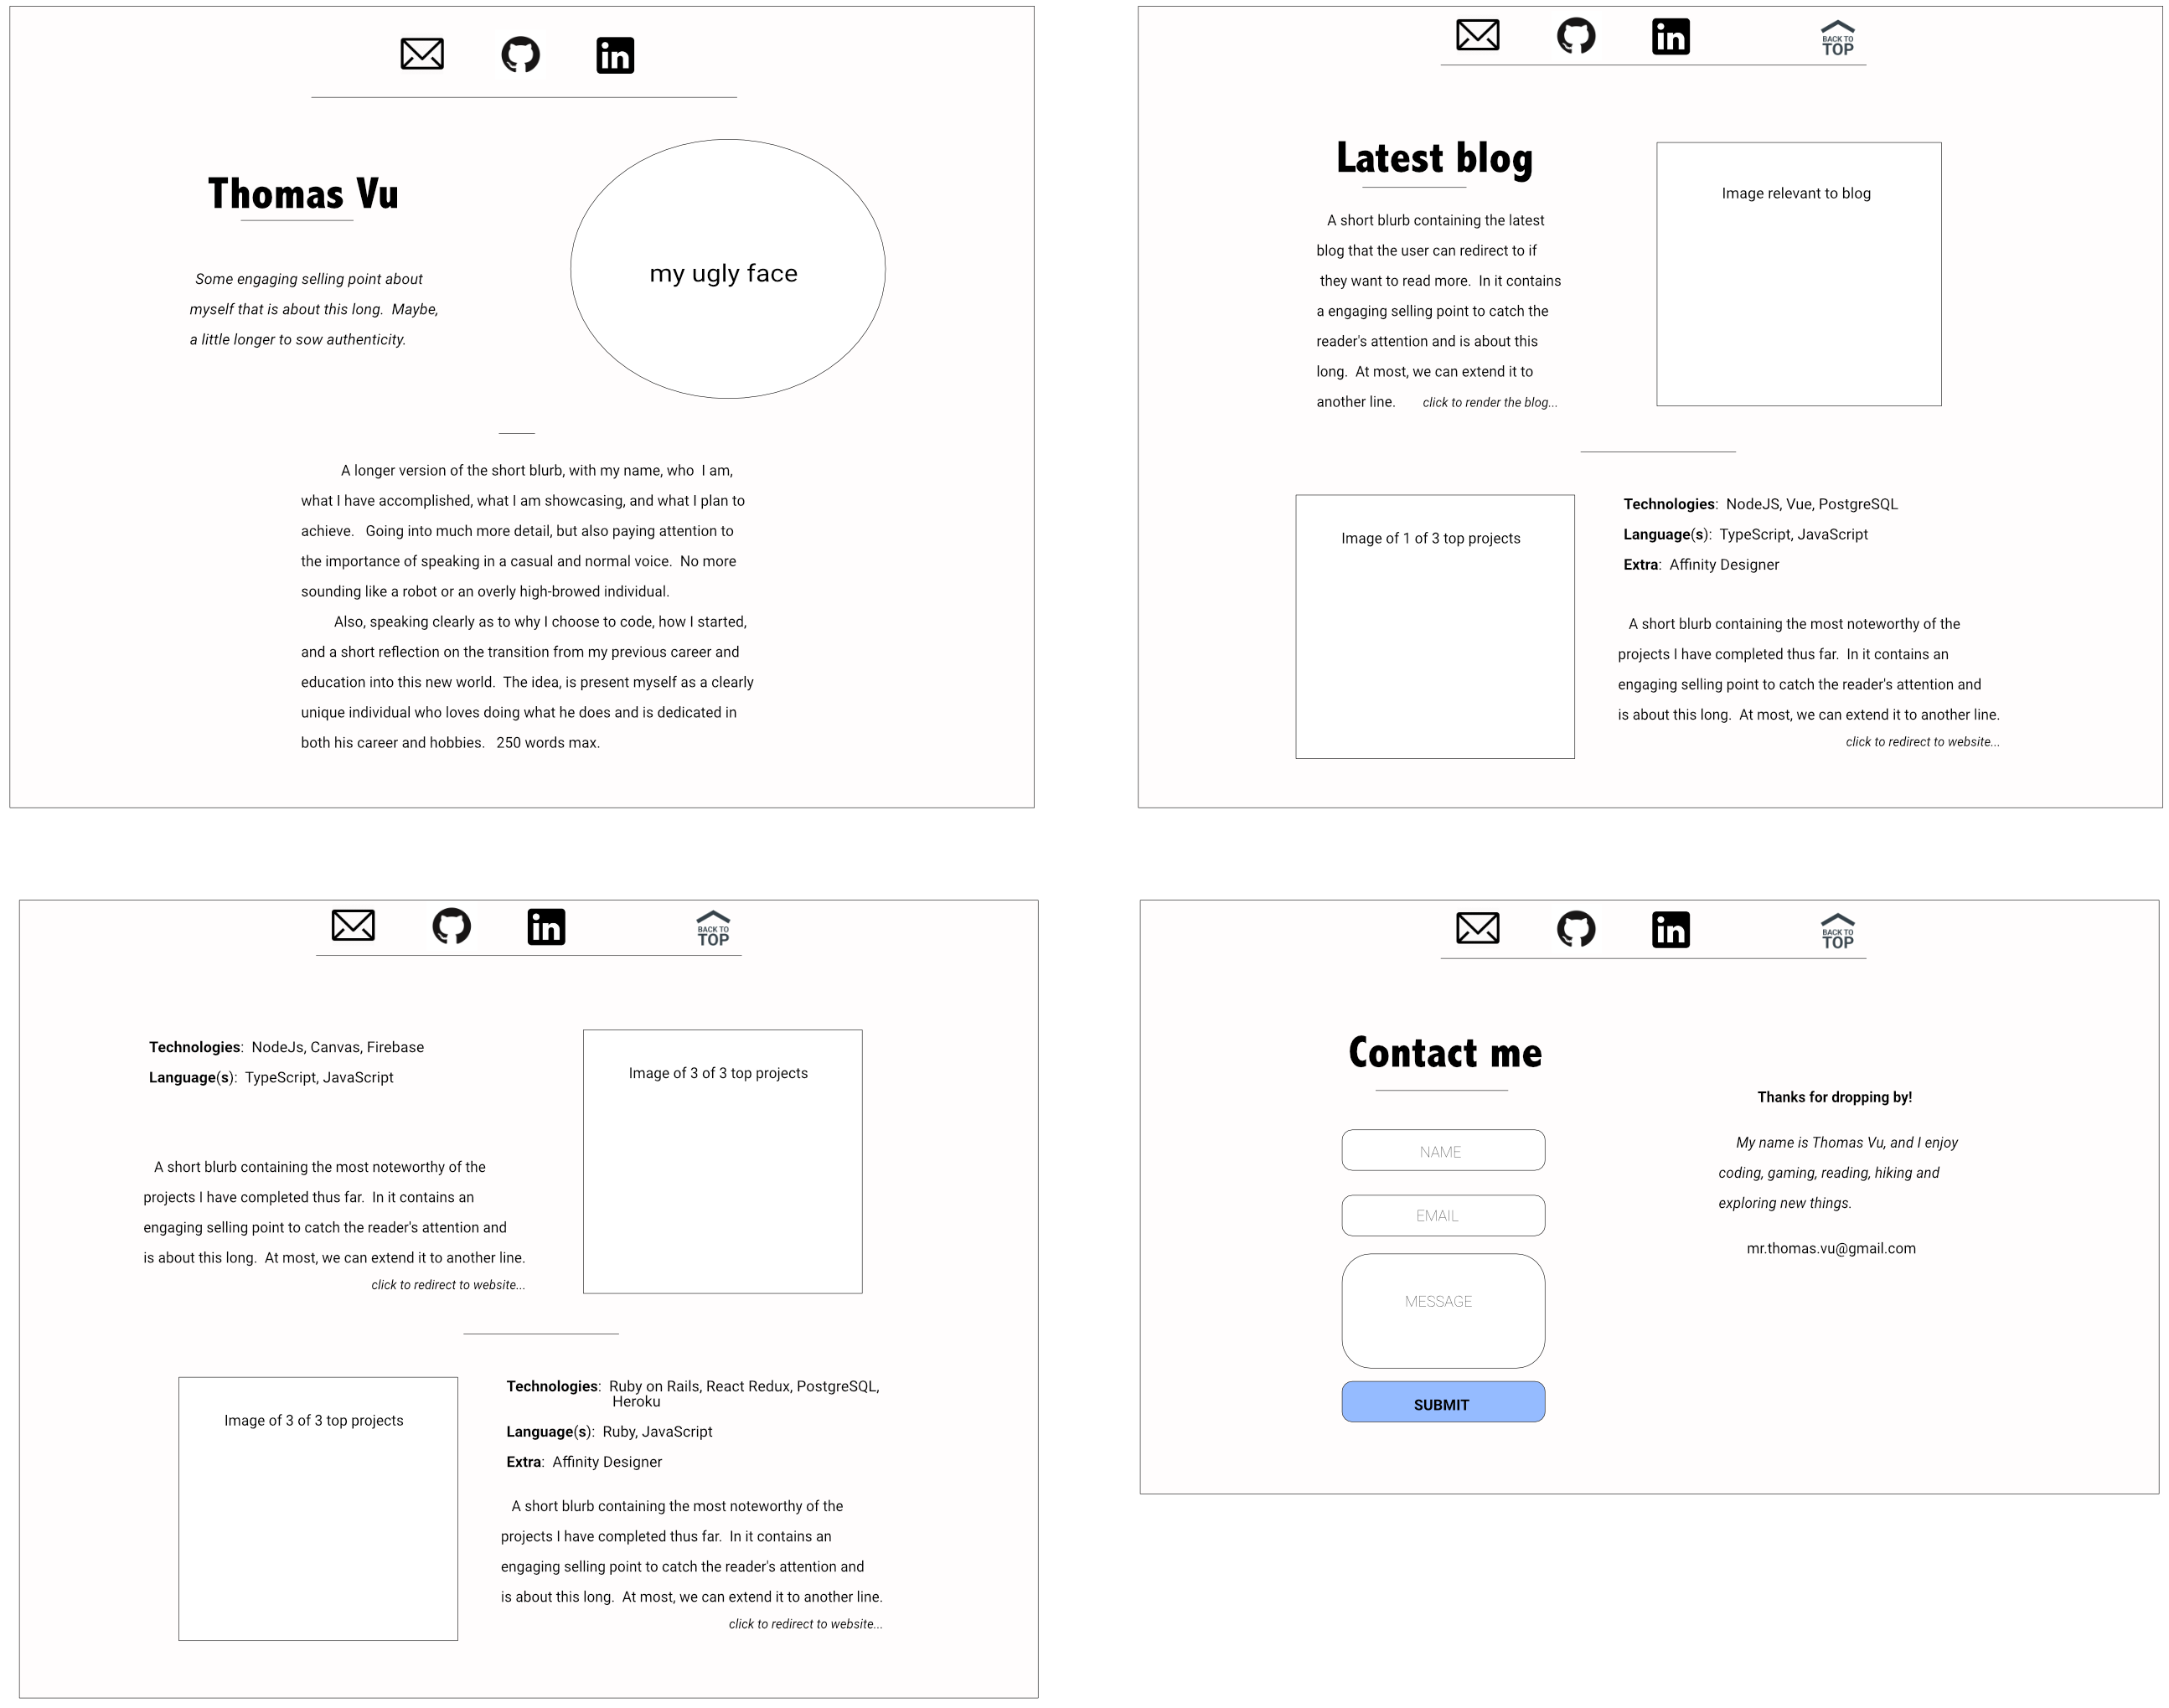 in
Thomas Vu
Some engaging selling point about
myself that is about this long.  Maybe,
a little longer to sow authenticity.
my ugly face
A longer version of the short blurb, with my name, who  I am,
what I have accomplished, what I am showcasing, and what I plan to
achieve.   Going into much more detail, but also paying attention to
the importance of speaking in a casual and normal voice.  No more
sounding like a robot or an overly high-browed individual.
Also, speaking clearly as to why I choose to code, how I started,
and a short reflection on the transition from my previous career and
education into this new world.  The idea, is present myself as a clearly
unique individual who loves doing what he does and is dedicated in
both his career and hobbies.   250 words max.
in
BACK TO
TOP
Latest blog
A short blurb containing the latest
blog that the user can redirect to if
they want to read more.  In it contains
a engaging selling point to catch the
reader's attention and is about this
long.  At most, we can extend it to
another line.   click to render the blog...
Image relevant to blog
Image of 1 of 3 top projects
Technologies:  NodeJS, Vue, PostgreSQL
Language(s):  TypeScript, JavaScript
Extra:  Affinity Designer
A short blurb containing the most noteworthy of the
projects I have completed thus far.  In it contains an
engaging selling point to catch the reader's attention and
is about this long.  At most, we can extend it to another line.
click to redirect to website...
in
BACK TO
TOP
Technologies:  NodeJs, Canvas, Firebase
Language(s):  TypeScript, JavaScript
A short blurb containing the most noteworthy of the
projects I have completed thus far.  In it contains an
engaging selling point to catch the reader's attention and
is about this long.  At most, we can extend it to another line.
click to redirect to website...
Image of 3 of 3 top projects
Image of 3 of 3 top projects
Technologies:  Ruby on Rails, React Redux, PostgreSQL,
Heroku
Language(s):  Ruby, JavaScript
Extra:  Affinity Designer
A short blurb containing the most noteworthy of the
projects I have completed thus far.  In it contains an
engaging selling point to catch the reader's attention and
is about this long.  At most, we can extend it to another line.
click to redirect to website...
in
BACK TO
TOP
Contact me
NAME
EMAIL
MESSAGE
SUBMIT
Thanks for dropping by!
My name is Thomas Vu, and I enjoy
coding, gaming, reading, hiking and
exploring new things.
mr.thomas.vu@gmail.com